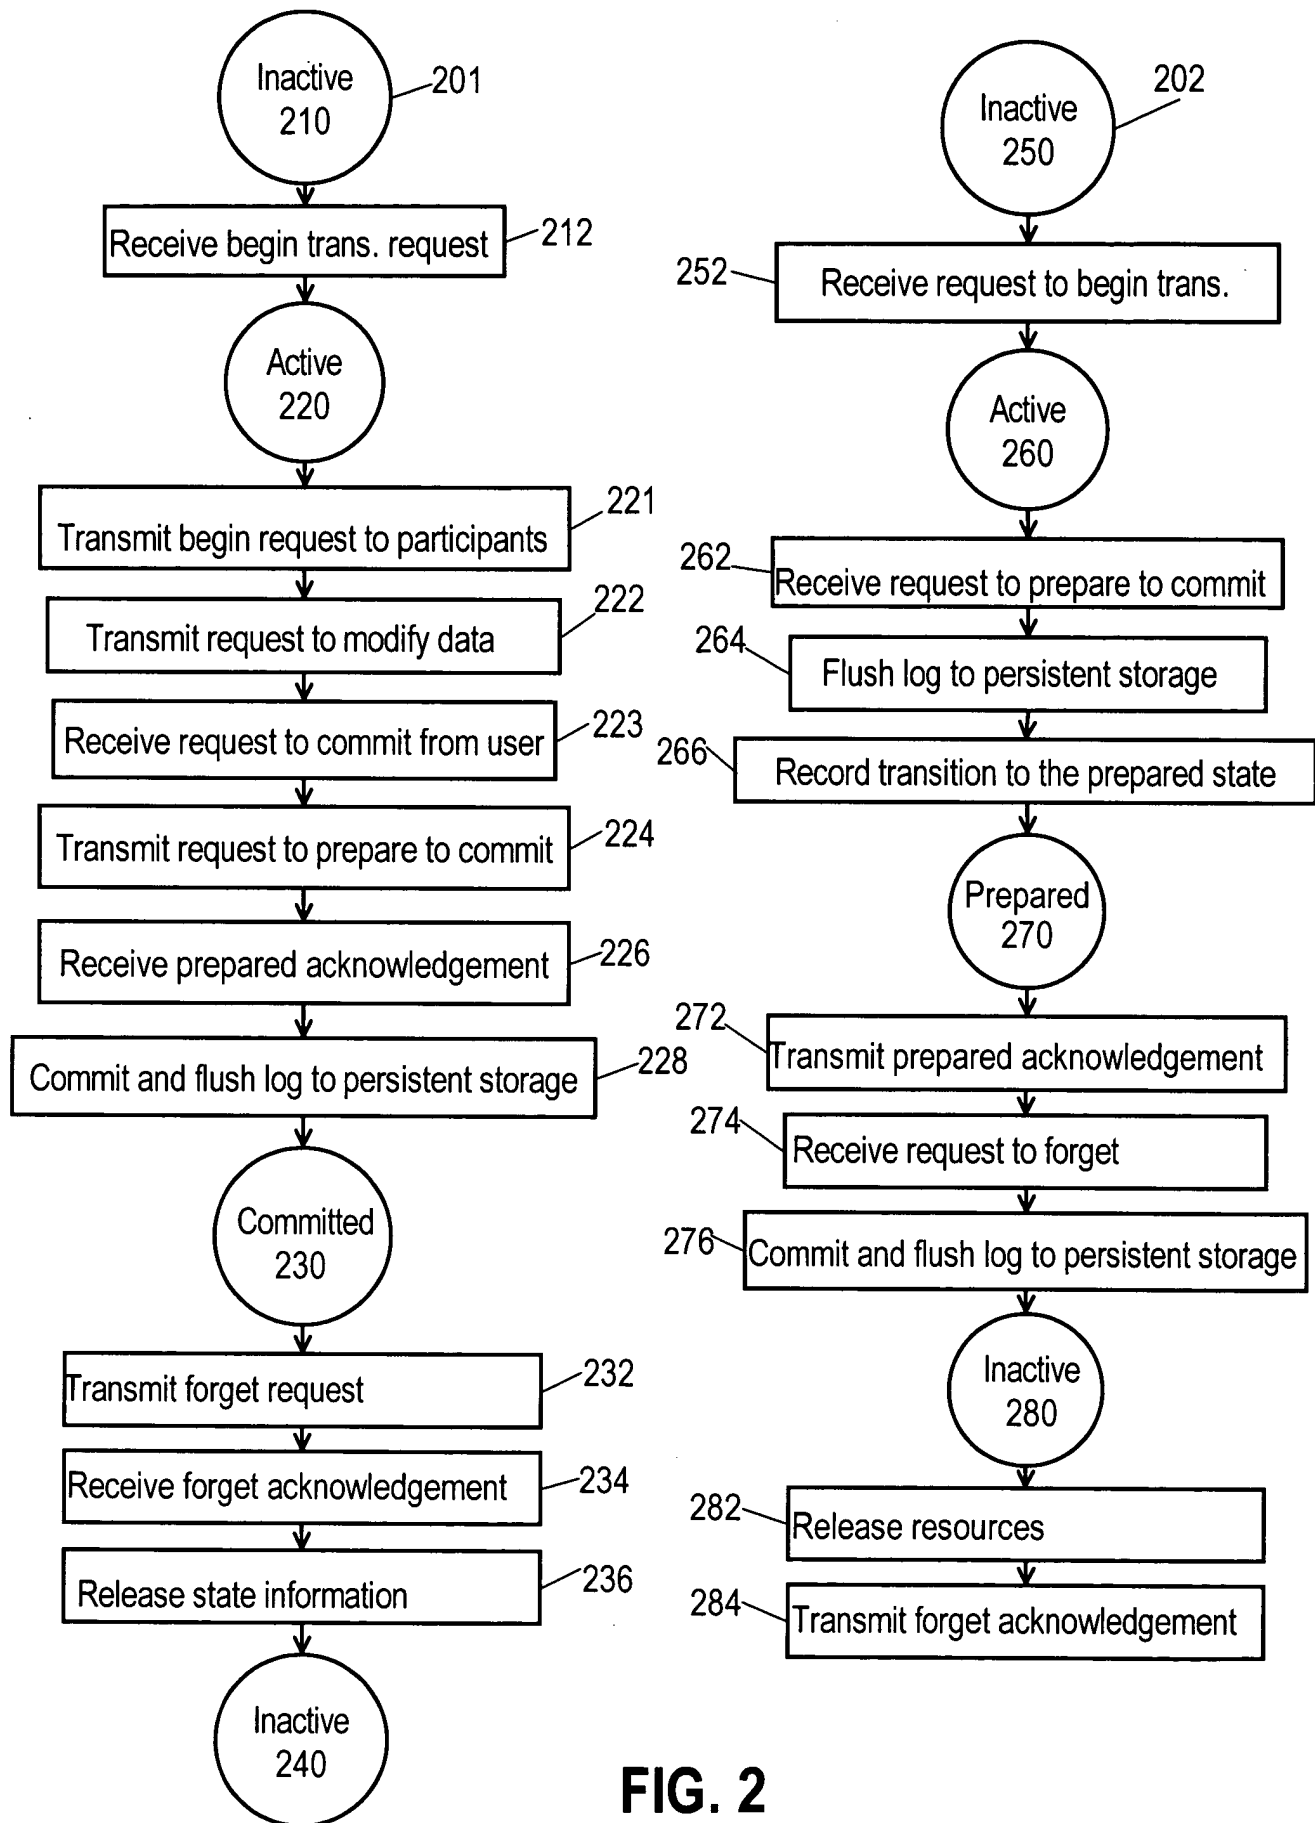 Inactive
210
201
Receive begin trans. request
212
Active
220
Transmit begin request to participants
221
Transmit request to modify data
222
Receive request to commit from user
223
Transmit request to prepare to commit
224
Receive prepared acknowledgement
226
Commit and flush log to persistent storage
228
Committed
230
Transmit forget request
232
Receive forget acknowledgement
234
Release state information
236
Inactive
240
Inactive
250
202
252
Receive request to begin trans.
Active
260
262
Receive request to prepare to commit
264
Flush log to persistent storage
266
Record transition to the prepared state
Prepared
270
272
Transmit prepared acknowledgement
274
Receive request to forget
276
Commit and flush log to persistent storage
Inactive
280
282
Release resources
284
Transmit forget acknowledgement
FIG. 2